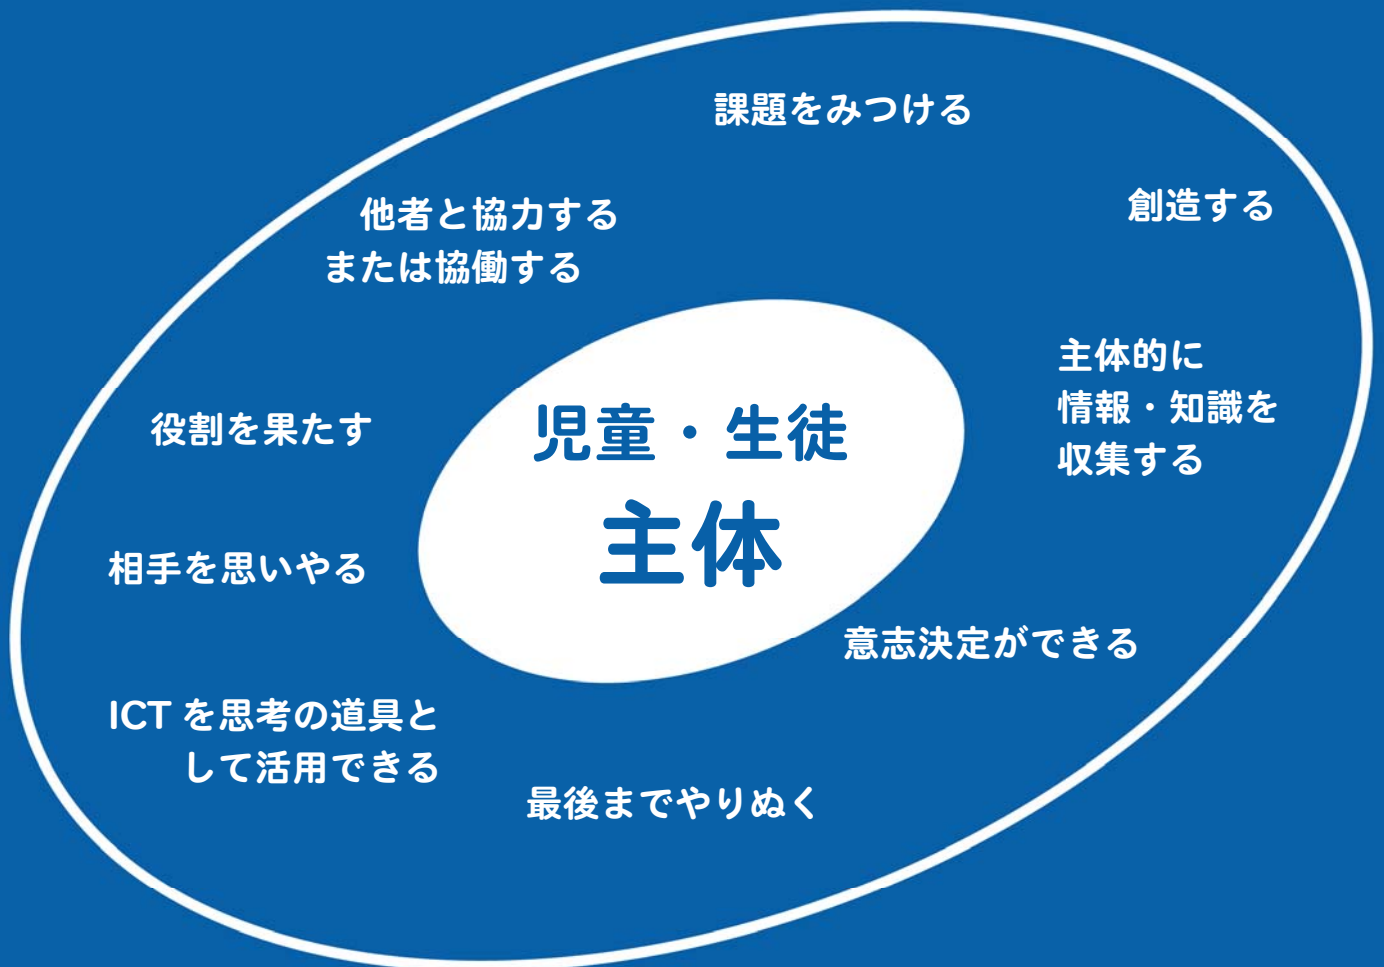 課題をみつける
創造する
他者と協力する
または協働する
主体的に
情報・知識を
収集する
児童・生徒
主体
役割を果たす
相手を思いやる
意志決定ができる
ICTを思考の道具と
して活用できる
最後までやりぬく